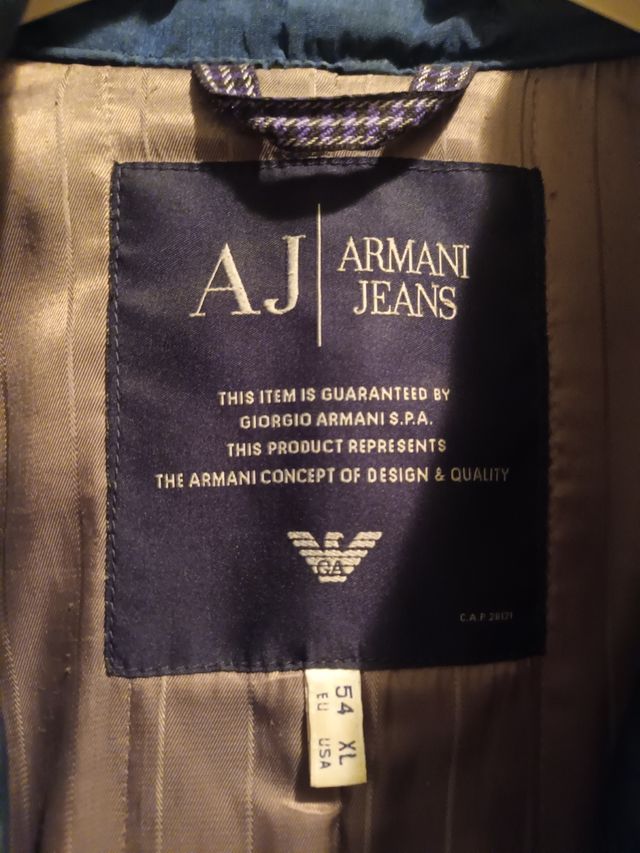 AJ
ARMANI
JEANS
THIS ITEM IS GUARANTEED BY
GIORGIO ARMANI S.P.A.
THIS PRODUCT REPRESENTS
THE ARMANI CONCEPT OF DESIGN & QUALITY
GA
C.A.P. 28121
54 XL
EU USA